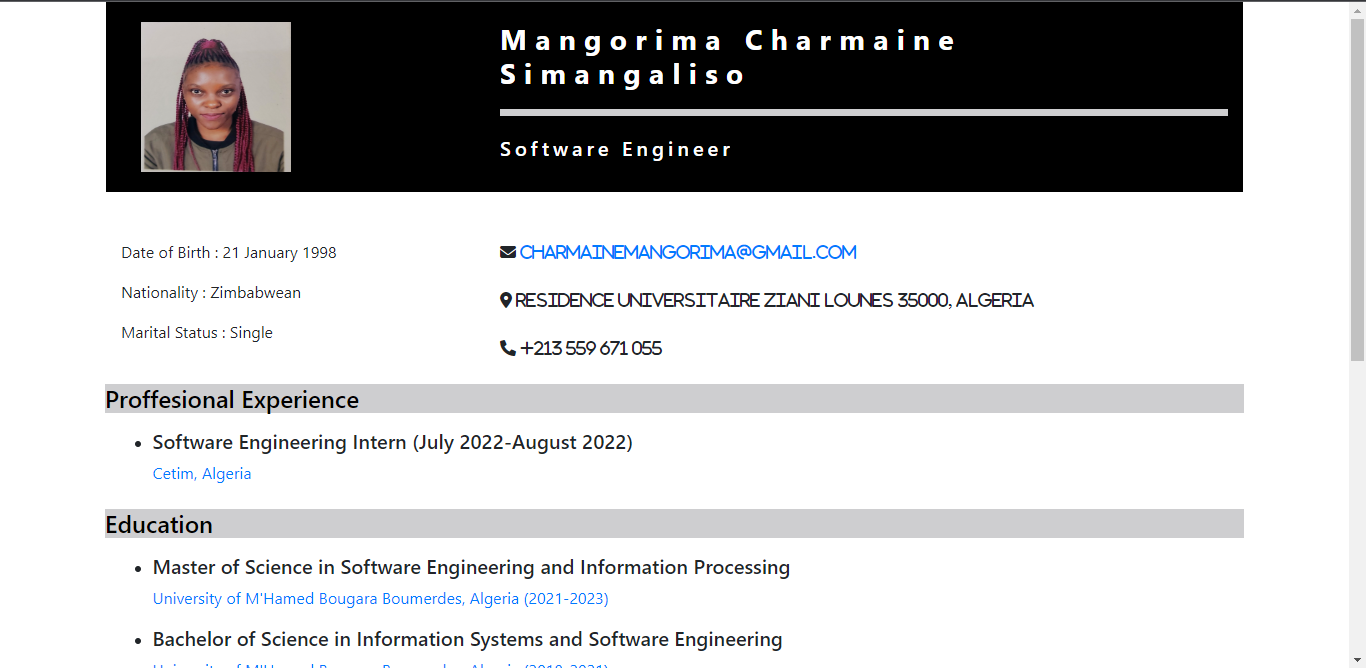 Mangorima Charmaine
Simangaliso
Software Engineer
Date of Birth : 21 January 1998
CHARMAINEMANGORIMA@GMAIL.COM
Nationality : Zimbabwean
RESIDENCE UNIVERSITAIRE ZIANI LOUNES 35000, ALGERIA
Marital Status : Single
+213 559 671 055
Proffesional Experience
Software Engineering Intern (July 2022-August 2022)
Cetim, Algeria
Education
Master of Science in Software Engineering and Information Processing
University of M'Hamed Bougara Boumerdes, Algeria (2021-2023)
Bachelor of Science in Information Systems and Software Engineering